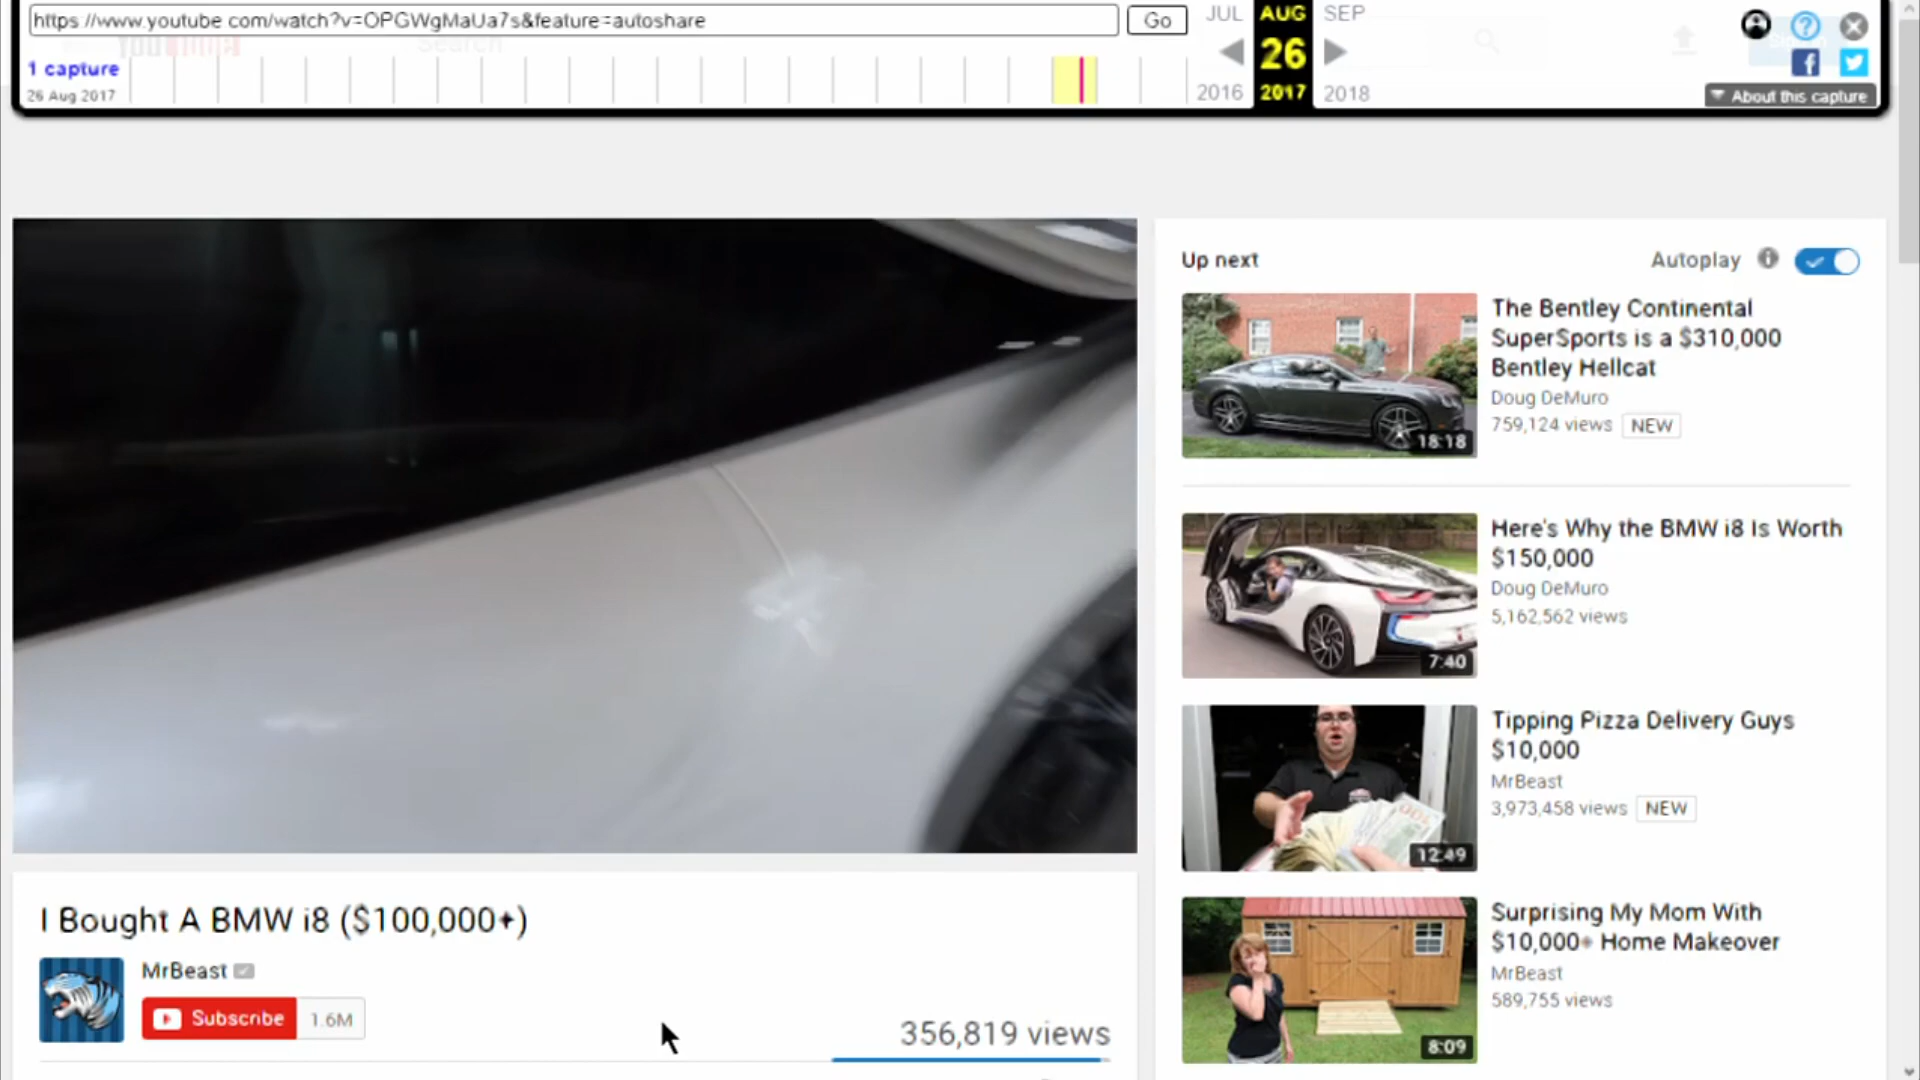 https://www.youtube.com/watch?v=OPGWgMaUa7s&feature=autoshare
Go
JUL
AUG
SEP
Search
1 capture
26
26 Aug 2017
2016
2017
2018
About this capture
Up next
Autoplay
The Bentley Continental
SuperSports is a $310,000
Bentley Hellcat
Doug DeMuro
759,124 views NEW
18:18
Here's Why the BMW i8 Is Worth
$150,000
Doug DeMuro
5,162,562 views
7:40
Tipping Pizza Delivery Guys
$10,000
MrBeast
3,973,458 views NEW
12:49
Surprising My Mom With
$10,000+ Home Makeover
MrBeast
589,755 views
8:09
I Bought A BMW i8 ($100,000+)
MrBeast
Subscribe 1.6M
356,819 views